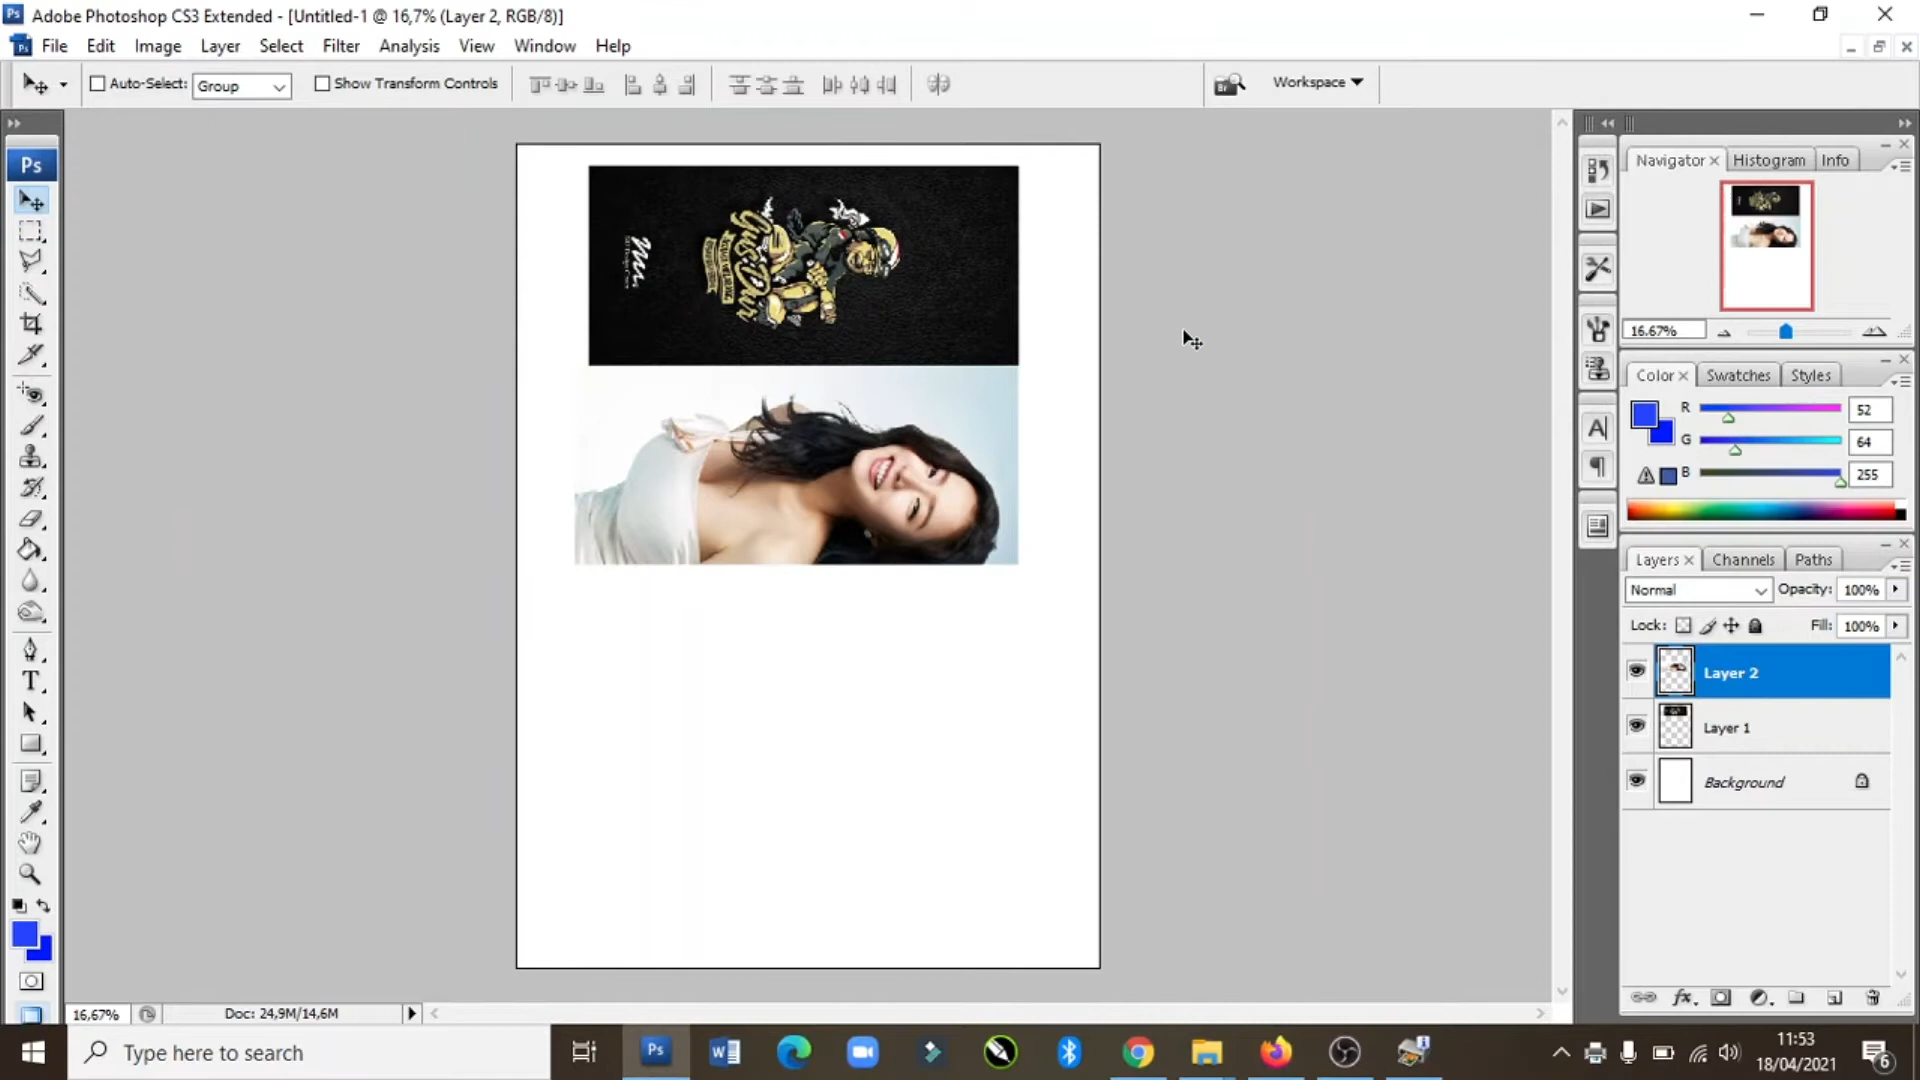 Adobe Photoshop CS3 Extended - [Untitled-1 @ 16,7% (Layer 2, RGB/8)]
File Edit Image Layer Select Filter Analysis View Window Help
Auto-Select: Group Show Transform Controls Workspace
Ps
Navigator Histogram Info
16.67%
Color Swatches Styles
R 52
G 64
B 255
Layers Channels Paths
Normal Opacity: 100%
Lock: Fill: 100%
Layer 2
Layer 1
Background
16,67% Doc: 24,9M/14,6M
Type here to search
11:53
18/04/2021
6